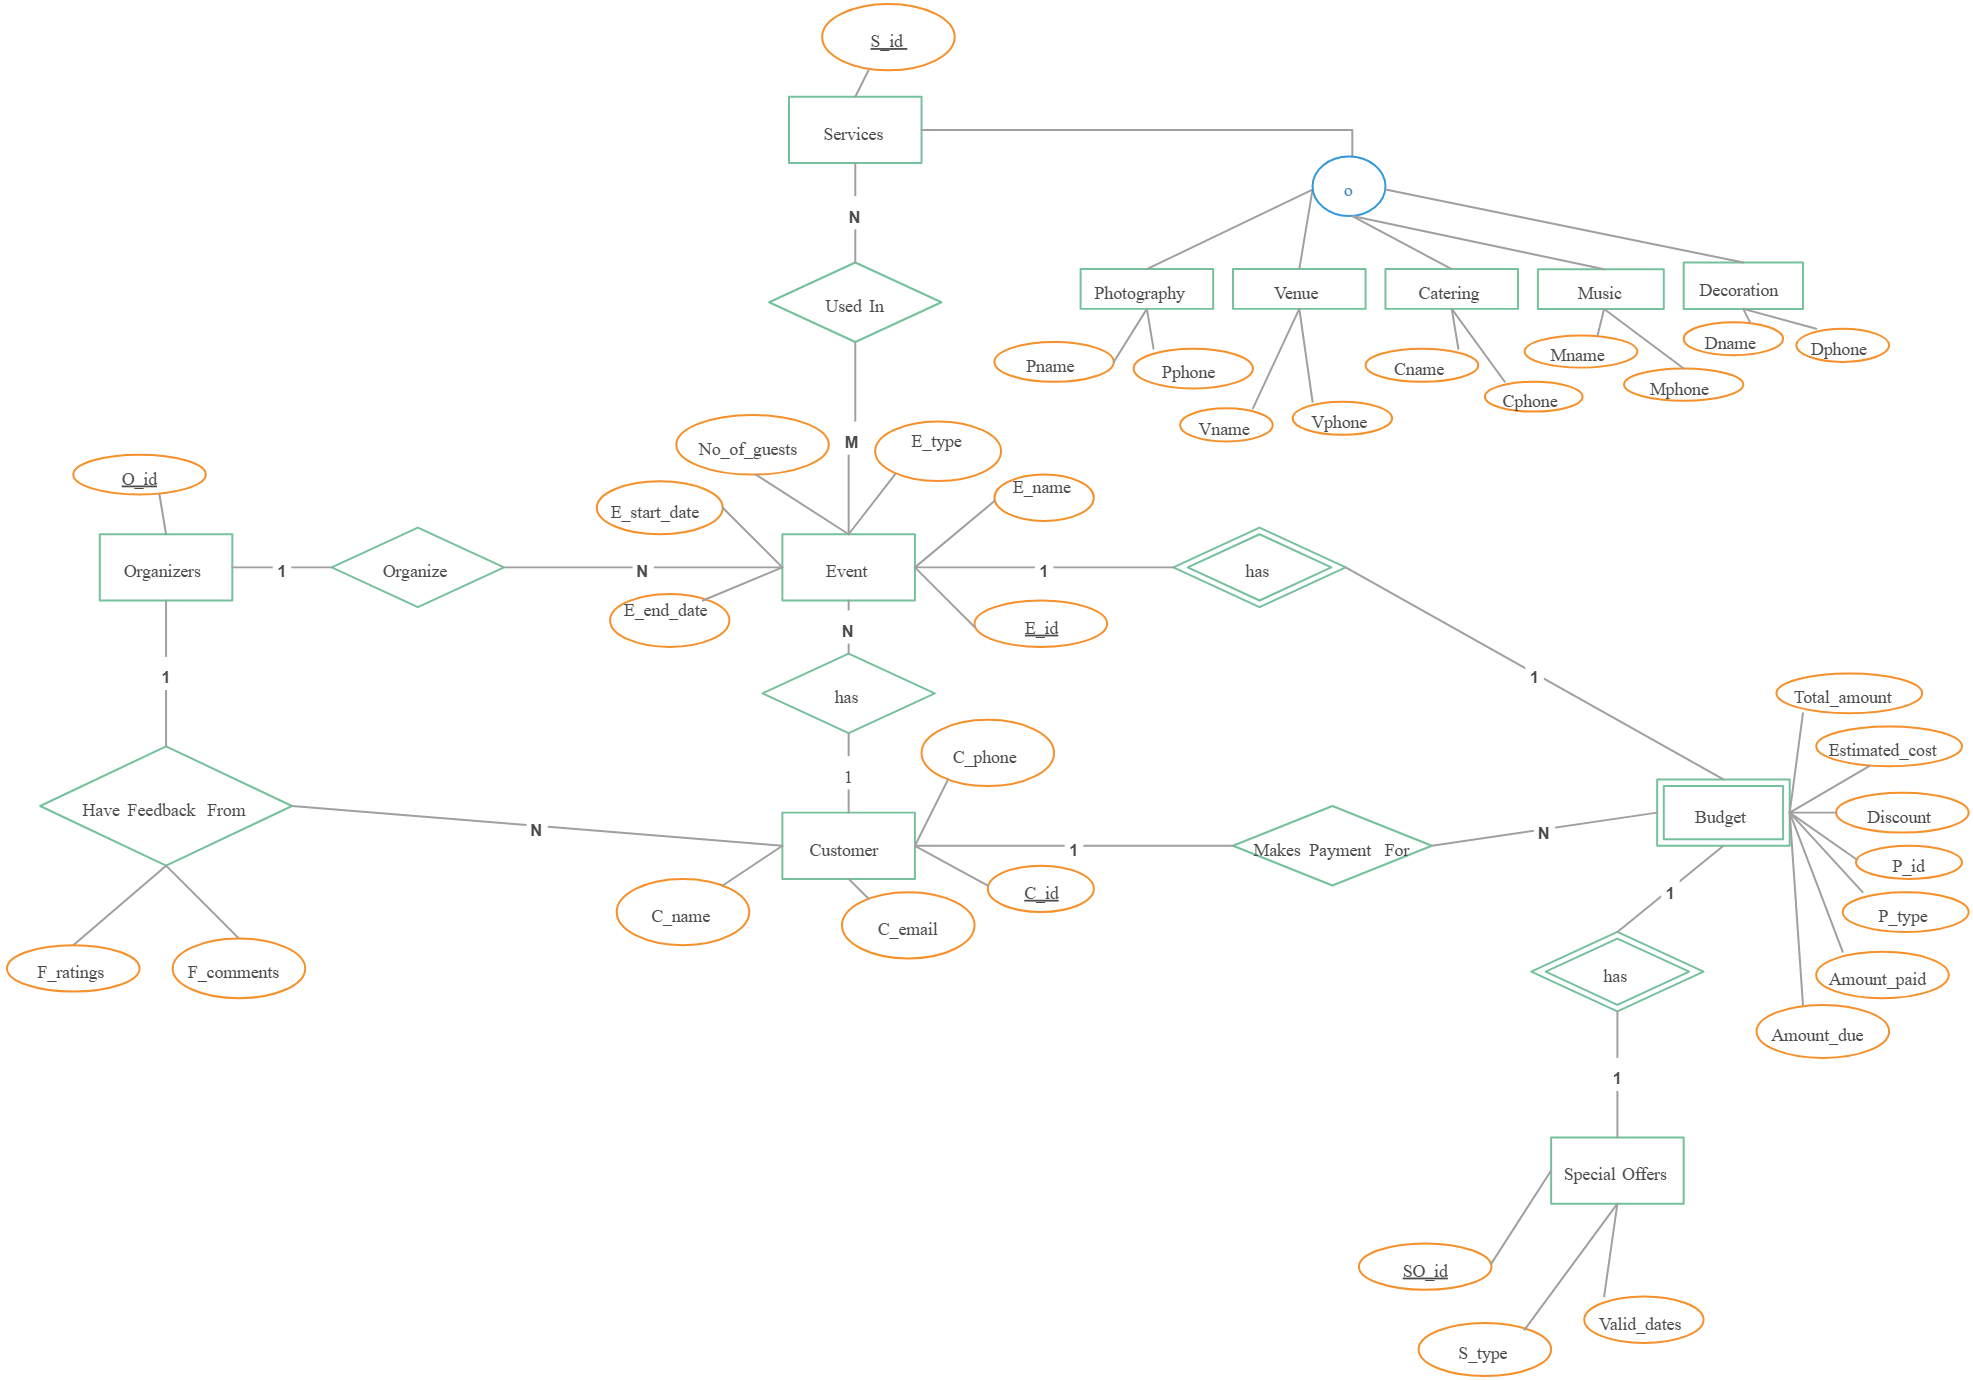 S_id
Services
o
N
Used In
Photography
Venue
Catering
Music
Decoration
Pname
Pphone
Vname
Vphone
Cname
Cphone
Mname
Mphone
Dname
Dphone
M
No_of_guests
E_type
E_name
E_start_date
O_id
Organizers
1
Organize
N
Event
1
has
E_end_date
E_id
N
1
1
has
Total_amount
Estimated_cost
C_phone
1
Have Feedback From
N
Customer
1
Makes Payment For
N
Budget
Discount
P_id
P_type
Amount_paid
Amount_due
C_name
C_email
C_id
1
has
F_ratings
F_comments
1
Special Offers
SO_id
Valid_dates
S_type